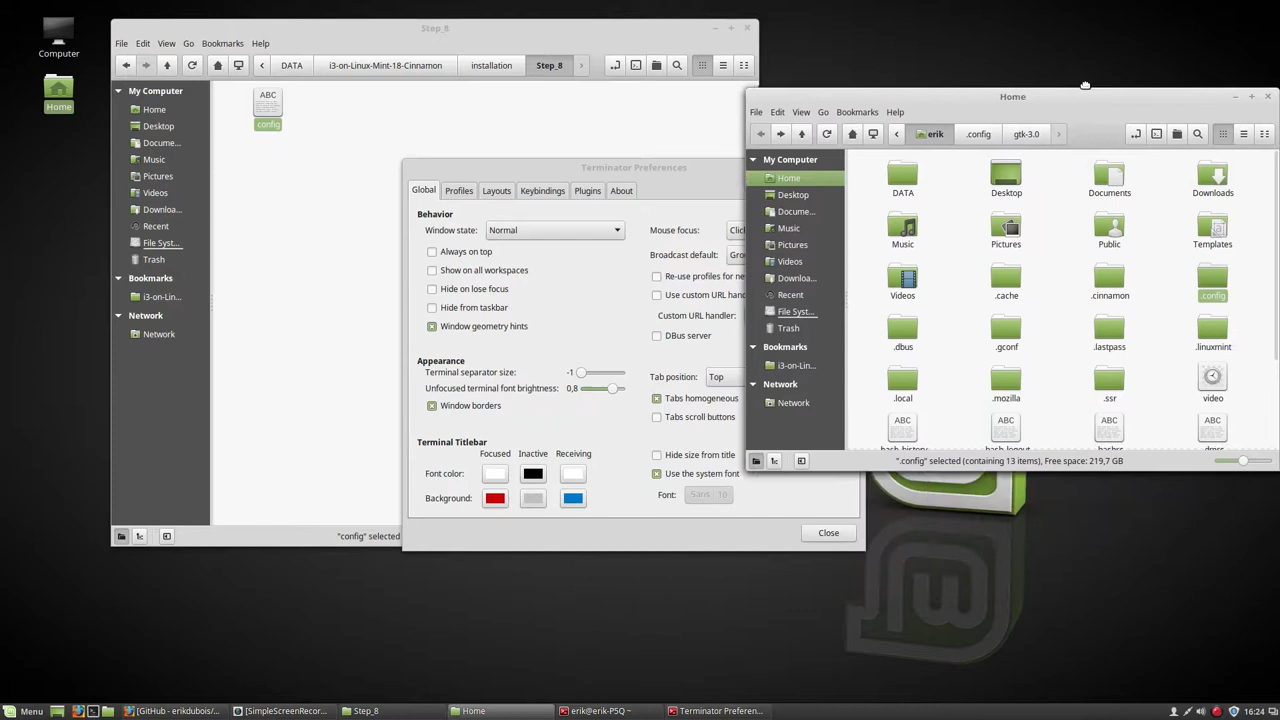 Computer
Home
Step_8
File Edit View Go Bookmarks Help
DATA i3-on-Linux-Mint-18-Cinnamon installation Step_8
My Computer
Home
Desktop
Docume...
Music
Pictures
Videos
Downloa...
Recent
File Syst...
Trash
Bookmarks
i3-on-Lin...
Network
Network
ABC
config
"config" selected
Terminator Preferences
Global Profiles Layouts Keybindings Plugins About
Behavior
Window state: Normal
Always on top
Show on all workspaces
Hide on lose focus
Hide from taskbar
Window geometry hints
Mouse focus: Clic
Broadcast default: Grou
Re-use profiles for ne
Use custom URL hand
Custom URL handler:
DBus server
Appearance
Terminal separator size: -1
Unfocused terminal font brightness: 0,8
Window borders
Tab position: Top
Tabs homogeneous
Tabs scroll buttons
Terminal Titlebar
Focused Inactive Receiving
Font color:
Background:
Hide size from title
Use the system font
Font: Sans 10
Close
Home
File Edit View Go Bookmarks Help
erik .config gtk-3.0
My Computer
Home
Desktop
Docume...
Music
Pictures
Videos
Downloa...
Recent
File Syst...
Trash
Bookmarks
i3-on-Lin...
Network
Network
DATA Desktop Documents Downloads
Music Pictures Public Templates
Videos .cache .cinnamon .config
.dbus .gconf .lastpass .linuxmint
.local .mozilla .ssr video
ABC ABC ABC ABC
".config" selected (containing 13 items), Free space: 219,7 GB
Menu [GitHub - erikdubois/... [SimpleScreenRecor... Step_8 Home erik@erik-P5Q ~ Terminator Preferen... 16:24